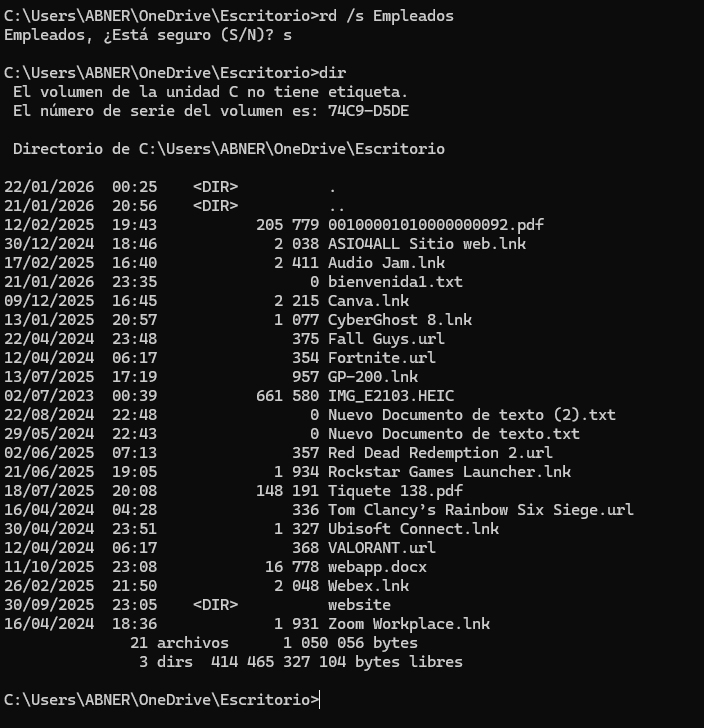 C:\Users\ABNER\OneDrive\Escritorio>rd /s Empleados
Empleados, ¿Está seguro (S/N)? s
C:\Users\ABNER\OneDrive\Escritorio>dir
 El volumen de la unidad C no tiene etiqueta.
 El número de serie del volumen es: 74C9-D5DE
 Directorio de C:\Users\ABNER\OneDrive\Escritorio
22/01/2026  00:25    <DIR>          .
21/01/2026  20:56    <DIR>          ..
12/02/2025  19:43           205 779 00100001010000000092.pdf
30/12/2024  18:46             2 038 ASIO4ALL Sitio web.lnk
17/02/2025  16:40             2 411 Audio Jam.lnk
21/01/2026  23:35                 0 bienvenida1.txt
09/12/2025  16:45             2 215 Canva.lnk
13/01/2025  20:57             1 077 CyberGhost 8.lnk
22/04/2024  23:48               375 Fall Guys.url
12/04/2024  06:17               354 Fortnite.url
13/07/2025  17:19               957 GP-200.lnk
02/07/2023  00:39           661 580 IMG_E2103.HEIC
22/08/2024  22:48                 0 Nuevo Documento de texto (2).txt
29/05/2024  22:43                 0 Nuevo Documento de texto.txt
02/06/2025  07:13               357 Red Dead Redemption 2.url
21/06/2025  19:05             1 934 Rockstar Games Launcher.lnk
18/07/2025  20:08           148 191 Tiquete 138.pdf
16/04/2024  04:28               336 Tom Clancy's Rainbow Six Siege.url
30/04/2024  23:51             1 327 Ubisoft Connect.lnk
12/04/2024  06:17               368 VALORANT.url
11/10/2025  23:08            16 778 webapp.docx
26/02/2025  21:50             2 048 Webex.lnk
30/09/2025  23:05    <DIR>          website
16/04/2024  18:36             1 931 Zoom Workplace.lnk
              21 archivos      1 050 056 bytes
               3 dirs  414 465 327 104 bytes libres
C:\Users\ABNER\OneDrive\Escritorio>